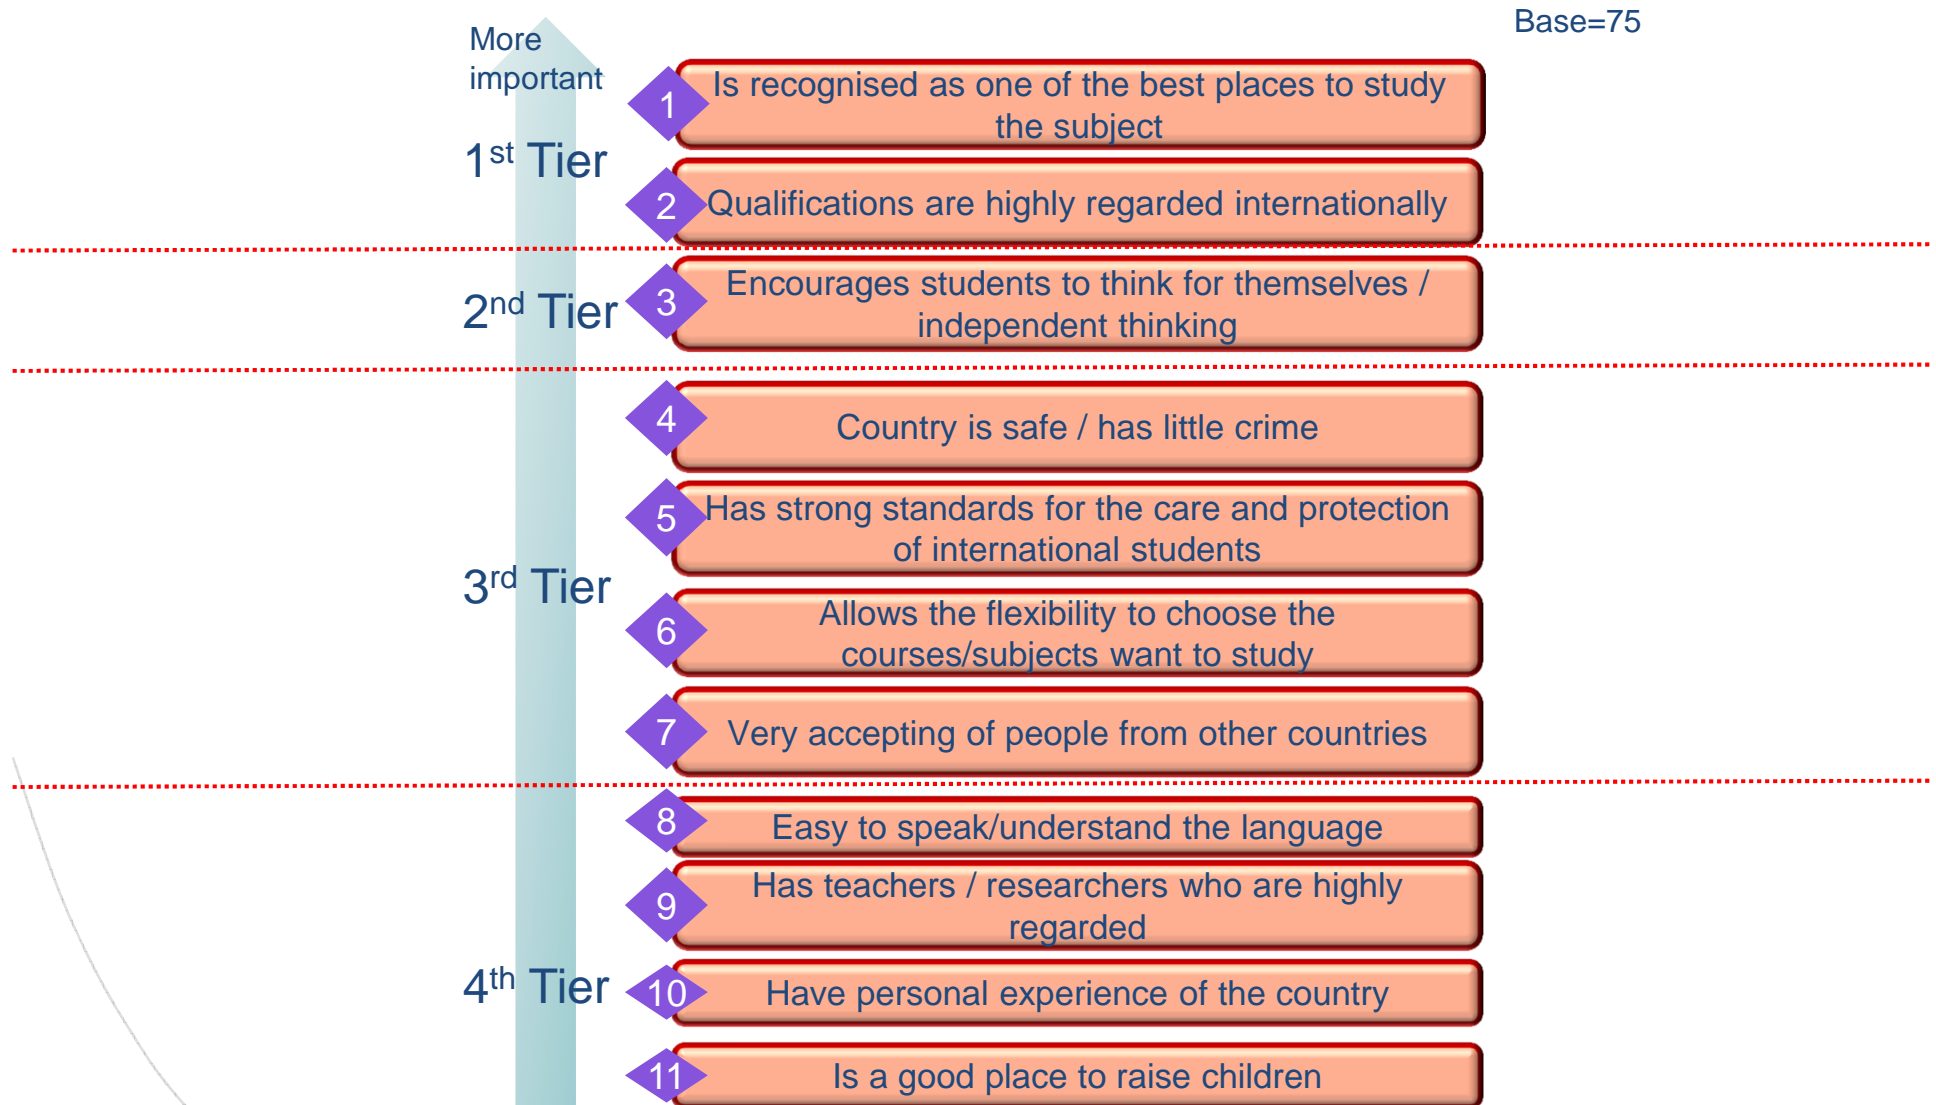 Base=75
More
important
1st Tier
1
Is recognised as one of the best places to study
the subject
2
Qualifications are highly regarded internationally
2nd Tier
3
Encourages students to think for themselves /
independent thinking
3rd Tier
4
Country is safe / has little crime
5
Has strong standards for the care and protection
of international students
6
Allows the flexibility to choose the
courses/subjects want to study
7
Very accepting of people from other countries
4th Tier
8
Easy to speak/understand the language
9
Has teachers / researchers who are highly
regarded
10
Have personal experience of the country
11
Is a good place to raise children